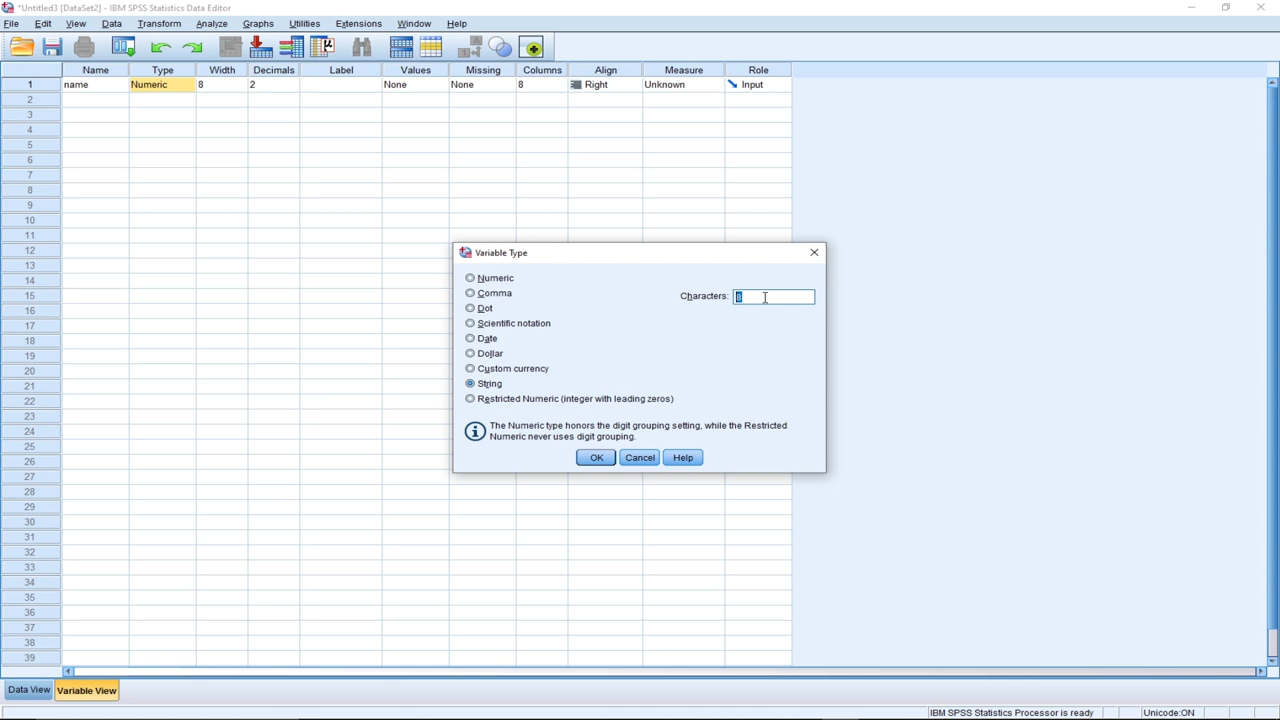 *Untitled3 [DataSet2] - IBM SPSS Statistics Data Editor
File Edit View Data Transform Analyze Graphs Utilities Extensions Window Help
Name Type Width Decimals Label Values Missing Columns Align Measure Role
1 name Numeric 8 2 None None 8 Right Unknown Input
2
3
4
5
6
7
8
9
10
11
12
13
14
15
16
17
18
19
20
21
22
23
24
25
26
27
28
29
30
31
32
33
34
35
36
37
38
39
Variable Type
Numeric
Comma
Dot
Scientific notation
Date
Dollar
Custom currency
String
Restricted Numeric (integer with leading zeros)
Characters: 8
The Numeric type honors the digit grouping setting, while the Restricted
Numeric never uses digit grouping.
OK Cancel Help
Data View Variable View
IBM SPSS Statistics Processor is ready Unicode:ON